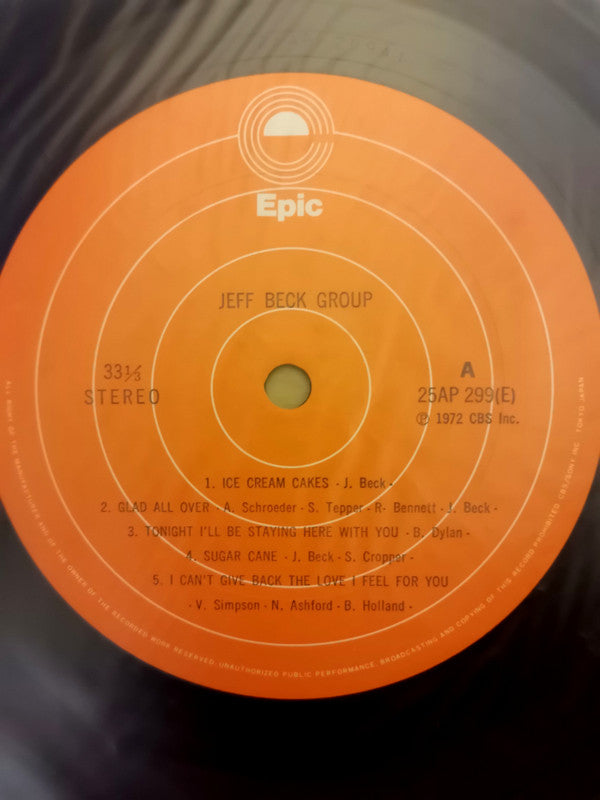 Epic
JEFF BECK GROUP
33⅓
STEREO
A
25AP 299(E)
℗ 1972 CBS Inc.
1. ICE CREAM CAKES · J. Beck ·
2. GLAD ALL OVER · A. Schroeder · S. Tepper · R. Bennett · J. Beck ·
3. TONIGHT I'LL BE STAYING HERE WITH YOU · B. Dylan ·
4. SUGAR CANE · J. Beck · S. Cropper ·
5. I CAN'T GIVE BACK THE LOVE I FEEL FOR YOU
· V. Simpson · N. Ashford · B. Holland ·
ALL RIGHT OF THE MANUFACTURER AND OF THE OWNER OF THE RECORDED WORK RESERVED. UNAUTHORIZED PUBLIC PERFORMANCE, BROADCASTING AND COPYING OF THIS RECORD PROHIBITED CBS/SONY INC. TOKYO JAPAN